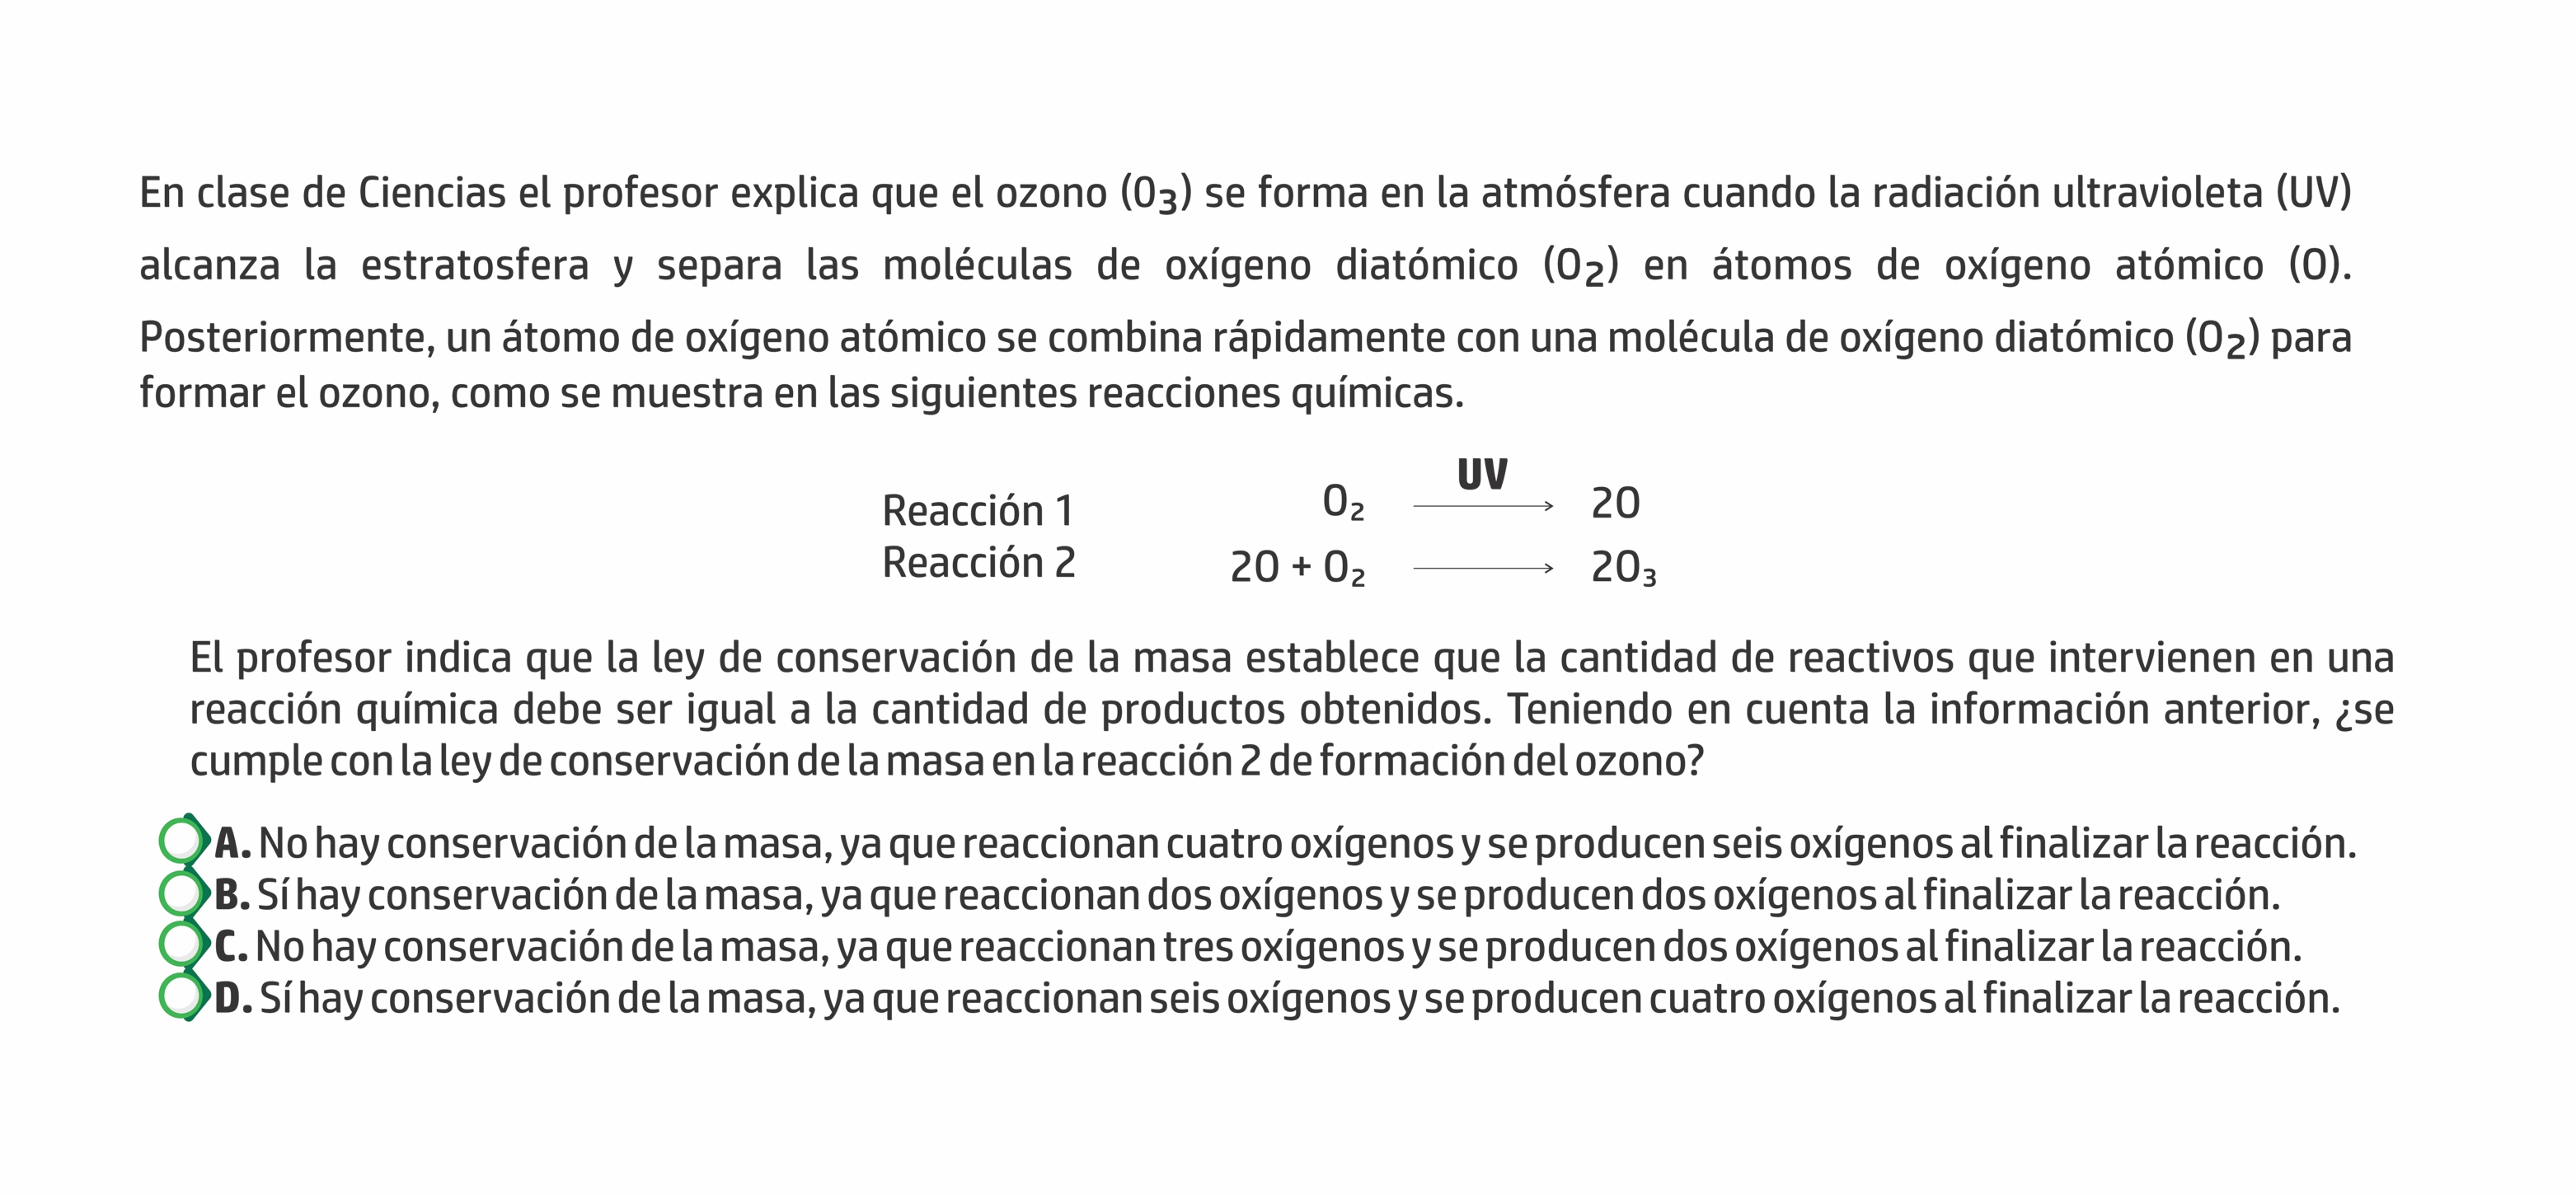 En clase de Ciencias el profesor explica que el ozono (O₃) se forma en la atmósfera cuando la radiación ultravioleta (UV)
alcanza la estratosfera y separa las moléculas de oxígeno diatómico (O₂) en átomos de oxígeno atómico (O).
Posteriormente, un átomo de oxígeno atómico se combina rápidamente con una molécula de oxígeno diatómico (O₂) para
formar el ozono, como se muestra en las siguientes reacciones químicas.
Reacción 1 O₂ UV → 2O
Reacción 2 2O + O₂ → 2O₃
El profesor indica que la ley de conservación de la masa establece que la cantidad de reactivos que intervienen en una
reacción química debe ser igual a la cantidad de productos obtenidos. Teniendo en cuenta la información anterior, ¿se
cumple con la ley de conservación de la masa en la reacción 2 de formación del ozono?
A. No hay conservación de la masa, ya que reaccionan cuatro oxígenos y se producen seis oxígenos al finalizar la reacción.
B. Sí hay conservación de la masa, ya que reaccionan dos oxígenos y se producen dos oxígenos al finalizar la reacción.
C. No hay conservación de la masa, ya que reaccionan tres oxígenos y se producen dos oxígenos al finalizar la reacción.
D. Sí hay conservación de la masa, ya que reaccionan seis oxígenos y se producen cuatro oxígenos al finalizar la reacción.